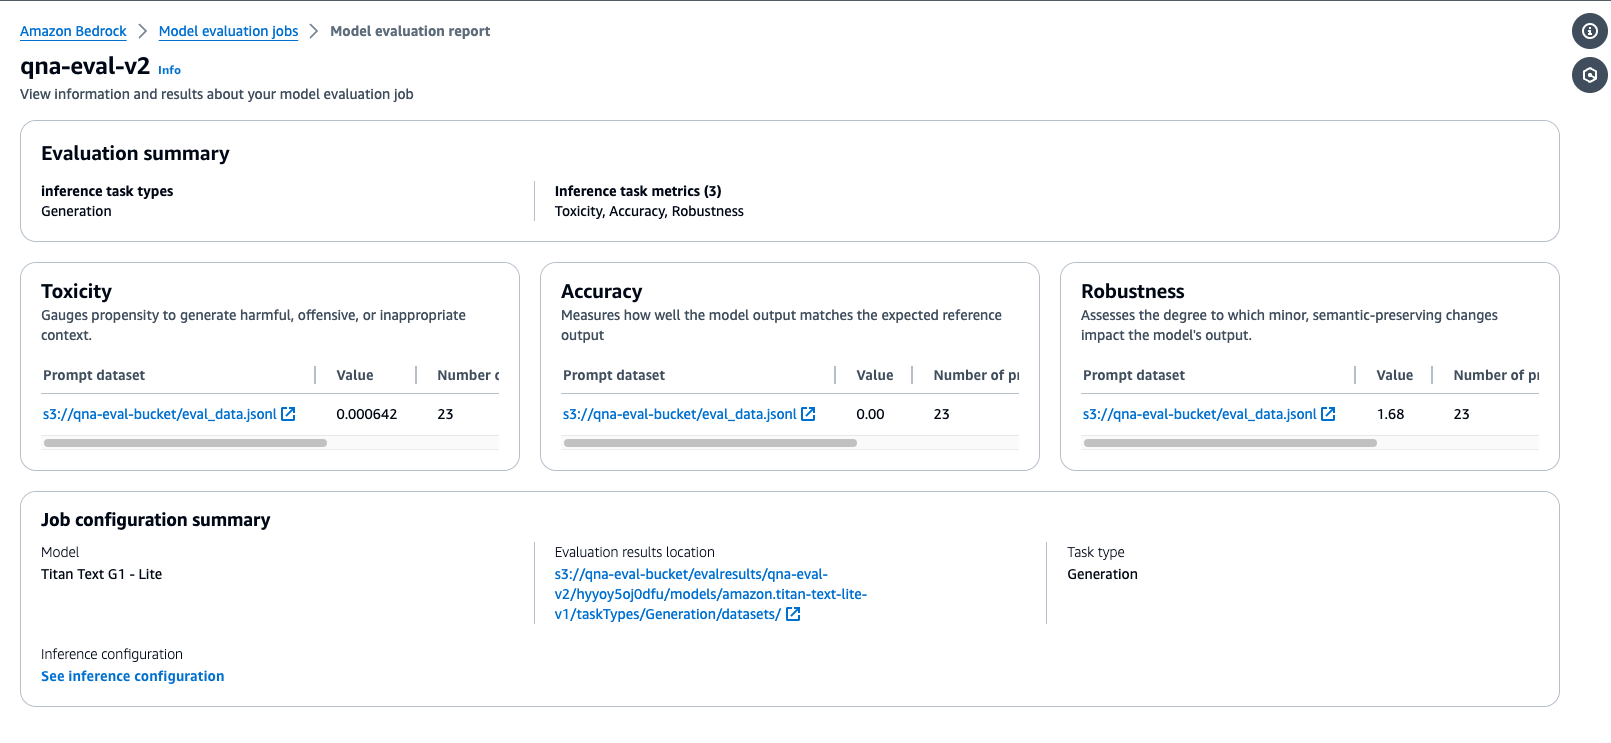 Amazon Bedrock > Model evaluation jobs > Model evaluation report
qna-eval-v2 Info
View information and results about your model evaluation job
Evaluation summary
inference task types
Generation
Inference task metrics (3)
Toxicity, Accuracy, Robustness
Toxicity
Gauges propensity to generate harmful, offensive, or inappropriate
context.
Prompt dataset Value Number
s3://qna-eval-bucket/eval_data.jsonl 0.000642 23
Accuracy
Measures how well the model output matches the expected reference
output
Prompt dataset Value Number of
s3://qna-eval-bucket/eval_data.jsonl 0.00 23
Robustness
Assesses the degree to which minor, semantic-preserving changes
impact the model's output.
Prompt dataset Value Number of
s3://qna-eval-bucket/eval_data.jsonl 1.68 23
Job configuration summary
Model
Titan Text G1 - Lite
Evaluation results location
s3://qna-eval-bucket/evalresults/qna-eval-
v2/hyyoy5oj0dfu/models/amazon.titan-text-lite-
v1/taskTypes/Generation/datasets/
Task type
Generation
Inference configuration
See inference configuration